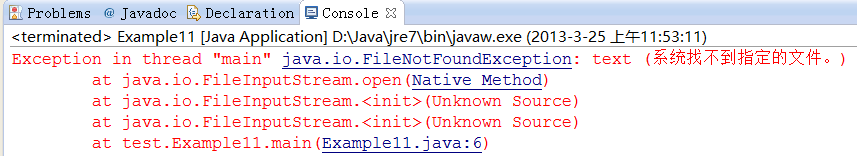 Problems @ Javadoc Declaration Console
<terminated> Example11 [Java Application] D:\Java\jre7\bin\javaw.exe (2013-3-25 上午11:53:11)
Exception in thread "main" java.io.FileNotFoundException: text (系统找不到指定的文件。)
at java.io.FileInputStream.open(Native Method)
at java.io.FileInputStream.<init>(Unknown Source)
at java.io.FileInputStream.<init>(Unknown Source)
at test.Example11.main(Example11.java:6)